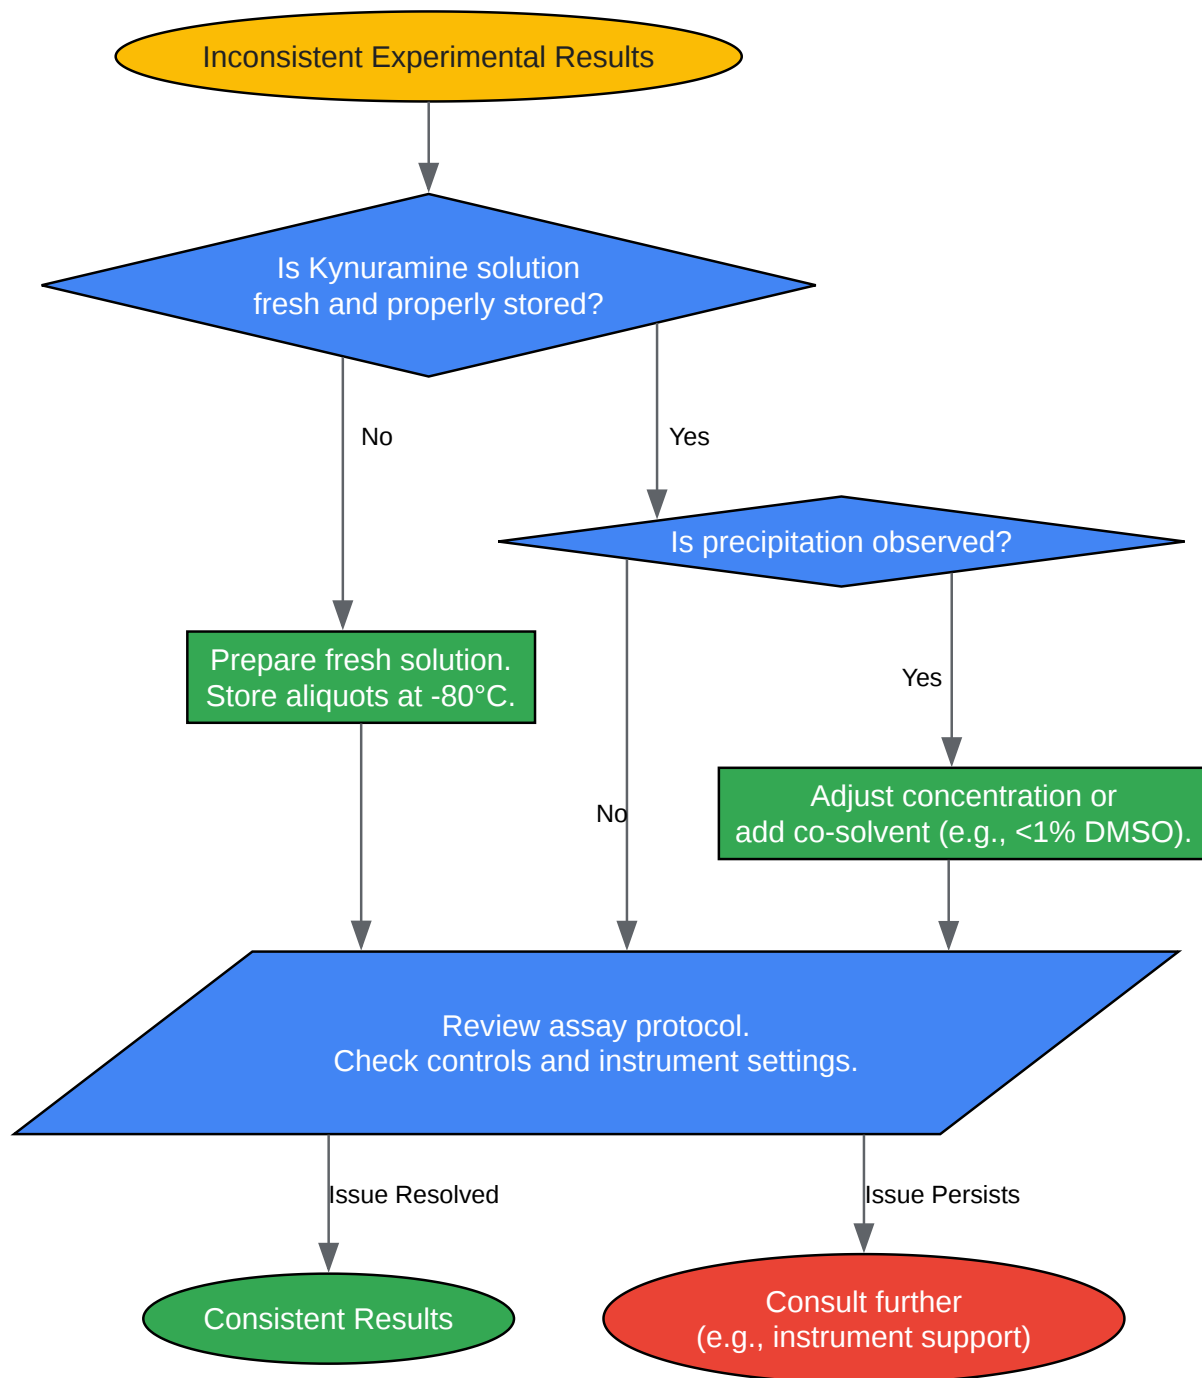 Inconsistent Experimental Results
Is Kynuramine solution
fresh and properly stored?
No
Yes
Is precipitation observed?
Prepare fresh solution.
Store aliquots at -80°C.
Yes
No
Adjust concentration or
add co-solvent (e.g., <1% DMSO).
Review assay protocol.
Check controls and instrument settings.
Issue Resolved
Issue Persists
Consistent Results
Consult further
(e.g., instrument support)